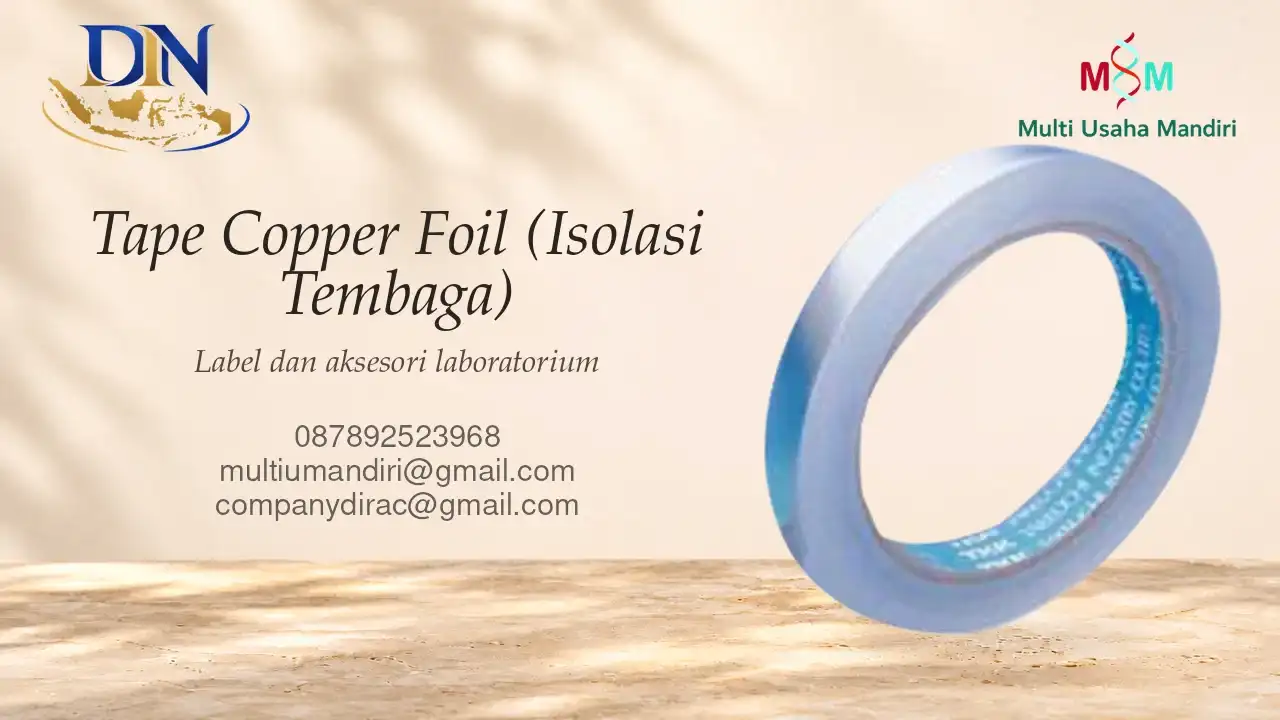 DIN
M M
Multi Usaha Mandiri
Tape Copper Foil (Isolasi
Tembaga)
Label dan aksesori laboratorium
087892523968
multiumandiri@gmail.com
companydirac@gmail.com